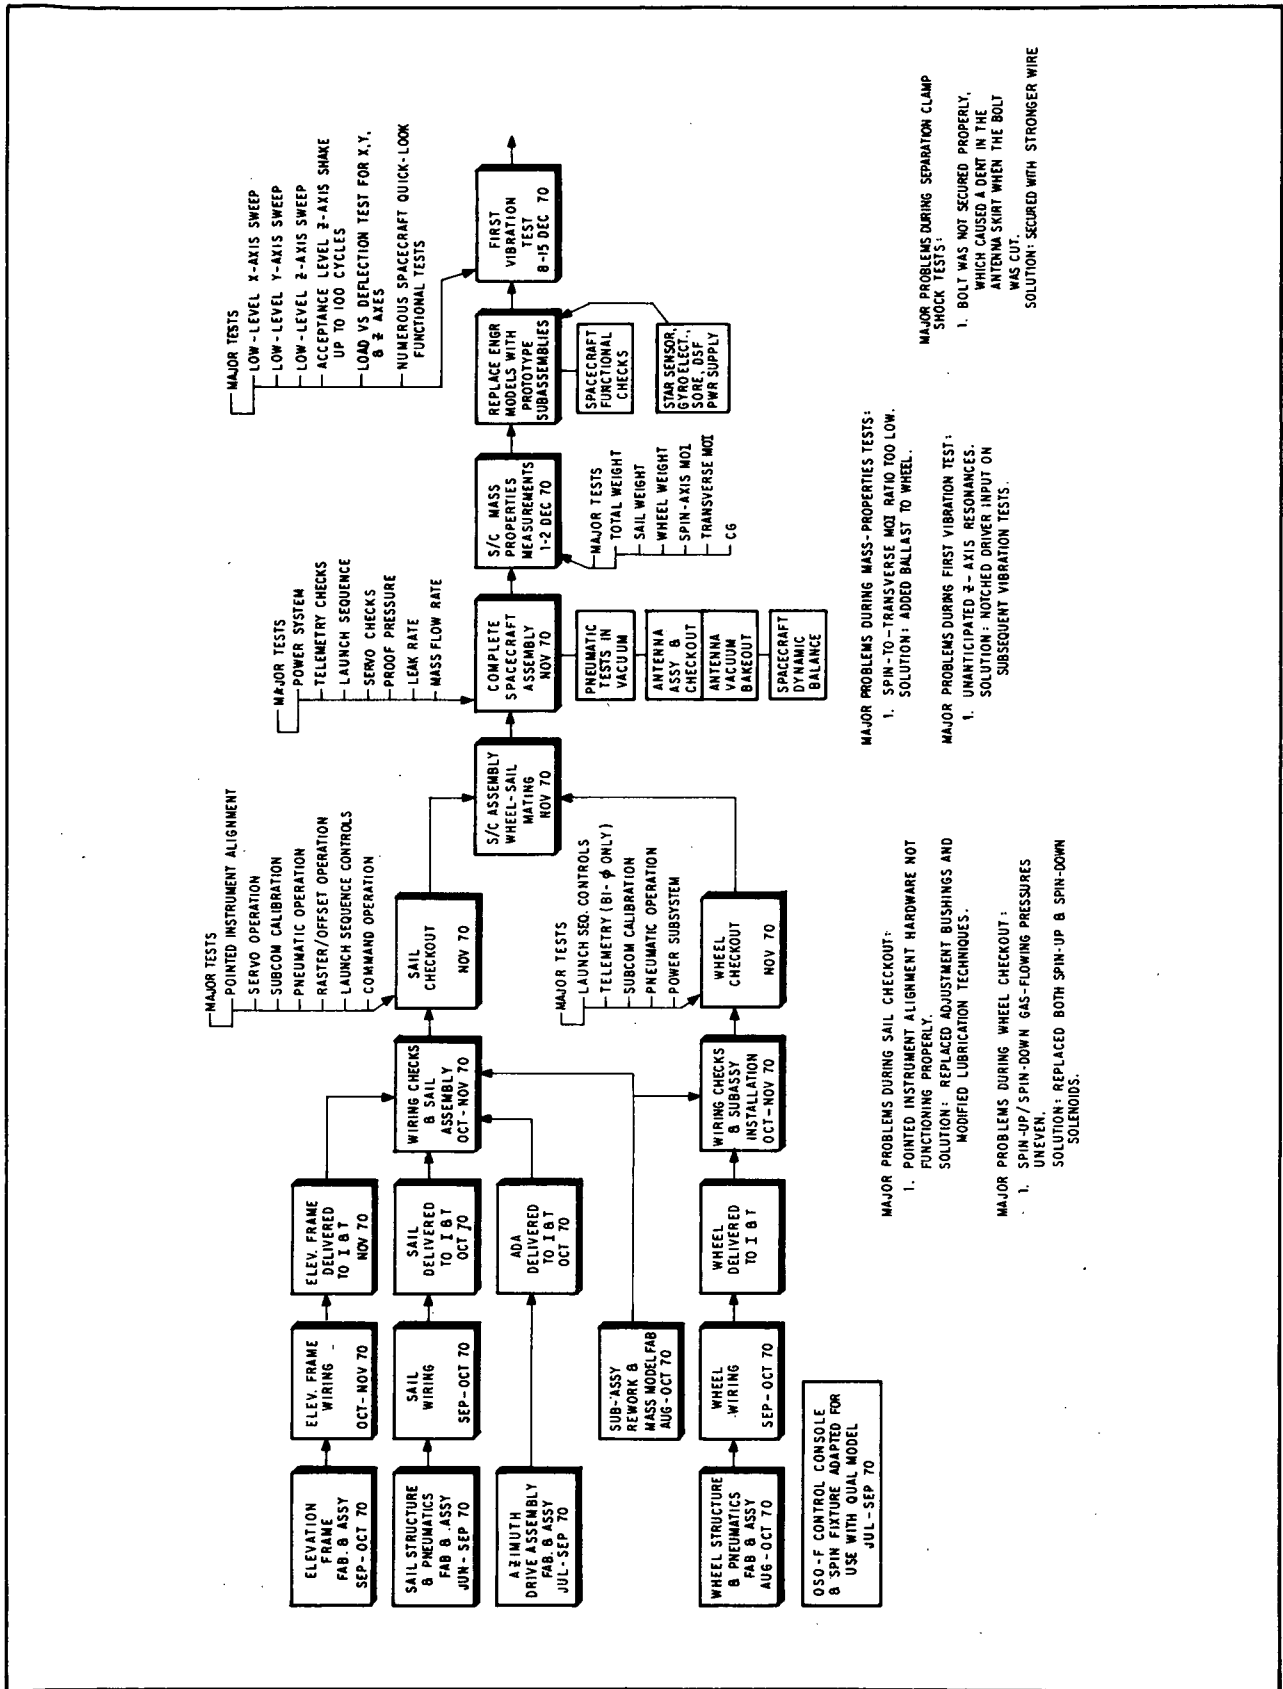 ELEVATION
FRAME
FAB. & ASSY
SEP-OCT 70
ELEV. FRAME
WIRING
OCT-NOV 70
ELEV. FRAME
DELIVERED
TO I & T
NOV 70
SAIL STRUCTURE
& PNEUMATICS
FAB & ASSY
JUN-SEP 70
SAIL
WIRING
SEP-OCT 70
SAIL
DELIVERED
TO I & T
OCT 70
AZIMUTH
DRIVE ASSEMBLY
FAB. & ASSY
JUL-SEP 70
ADA
DELIVERED
TO I & T
OCT 70
SUB-ASSY
REWORK &
MASS MODEL FAB
AUG-OCT 70
WHEEL STRUCTURE
& PNEUMATICS
FAB & ASSY
AUG-OCT 70
WHEEL
WIRING
SEP-OCT 70
WHEEL
DELIVERED
TO I & T
OSO-F CONTROL CONSOLE
& SPIN FIXTURE ADAPTED FOR
USE WITH QUAL MODEL
JUL-SEP 70
WIRING CHECKS
& SAIL
ASSEMBLY
OCT-NOV 70
WIRING CHECKS
& SUBASSY
INSTALLATION
OCT-NOV 70
MAJOR TESTS
POINTED INSTRUMENT ALIGNMENT
SERVO OPERATION
SUBCOM CALIBRATION
PNEUMATIC OPERATION
RASTER/OFFSET OPERATION
LAUNCH SEQUENCE CONTROLS
COMMAND OPERATION
SAIL
CHECKOUT
NOV 70
MAJOR TESTS
LAUNCH SEQ. CONTROLS
TELEMETRY (BI-φ ONLY)
SUBCOM CALIBRATION
PNEUMATIC OPERATION
POWER SUBSYSTEM
WHEEL
CHECKOUT
NOV 70
S/C ASSEMBLY
WHEEL-SAIL
MATING
NOV 70
MAJOR TESTS
POWER SYSTEM
TELEMETRY CHECKS
LAUNCH SEQUENCE
SERVO CHECKS
PROOF PRESSURE
LEAK RATE
MASS FLOW RATE
COMPLETE
SPACECRAFT
ASSEMBLY
NOV 70
PNEUMATIC
TESTS IN
VACUUM
ANTENNA
ASSY &
CHECKOUT
ANTENNA
VACUUM
BAKEOUT
SPACECRAFT
DYNAMIC
BALANCE
S/C MASS
PROPERTIES
MEASUREMENTS
1-2 DEC 70
MAJOR TESTS
TOTAL WEIGHT
SAIL WEIGHT
WHEEL WEIGHT
SPIN-AXIS MOI
TRANSVERSE MOI
CG
REPLACE ENGR
MODELS WITH
PROTOTYPE
SUBASSEMBLIES
SPACECRAFT
FUNCTIONAL
CHECKS
STAR SENSOR,
GYRO ELECT.,
SORE, DSF
PWR SUPPLY
MAJOR TESTS
LOW-LEVEL X-AXIS SWEEP
LOW-LEVEL Y-AXIS SWEEP
LOW-LEVEL Z-AXIS SWEEP
ACCEPTANCE LEVEL Z-AXIS SHAKE
UP TO 100 CYCLES
LOAD VS DEFLECTION TEST FOR X,Y,
& Z AXES
NUMEROUS SPACECRAFT QUICK-LOOK
FUNCTIONAL TESTS
FIRST
VIBRATION
TEST
8-15 DEC 70
MAJOR PROBLEMS DURING SAIL CHECKOUT:
1. POINTED INSTRUMENT ALIGNMENT HARDWARE NOT
FUNCTIONING PROPERLY.
SOLUTION: REPLACED ADJUSTMENT BUSHINGS AND
MODIFIED LUBRICATION TECHNIQUES.
MAJOR PROBLEMS DURING WHEEL CHECKOUT:
1. SPIN-UP/SPIN-DOWN GAS-FLOWING PRESSURES
UNEVEN.
SOLUTION: REPLACED BOTH SPIN-UP & SPIN-DOWN
SOLENOIDS.
MAJOR PROBLEMS DURING MASS-PROPERTIES TESTS:
1. SPIN-TO-TRANSVERSE MOI RATIO TOO LOW.
SOLUTION: ADDED BALLAST TO WHEEL.
MAJOR PROBLEMS DURING FIRST VIBRATION TEST:
1. UNANTICIPATED Z-AXIS RESONANCES.
SOLUTION: NOTCHED DRIVER INPUT ON
SUBSEQUENT VIBRATION TESTS.
MAJOR PROBLEMS DURING SEPARATION CLAMP
SHOCK TESTS:
1. BOLT WAS NOT SECURED PROPERLY,
WHICH CAUSED A DENT IN THE
ANTENNA SKIRT WHEN THE BOLT
WAS CUT.
SOLUTION: SECURED WITH STRONGER WIRE